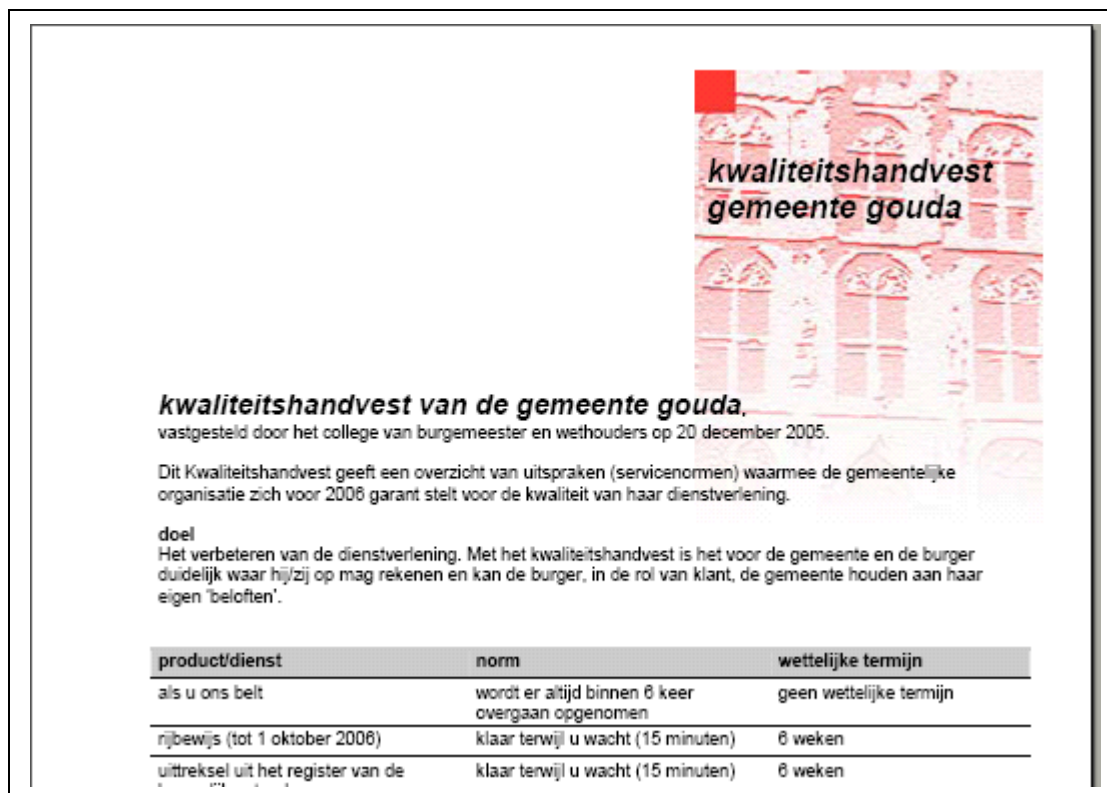 kwaliteitshandvest
gemeente gouda
kwaliteitshandvest van de gemeente gouda,
vastgesteld door het college van burgemeester en wethouders op 20 december 2005.
Dit Kwaliteitshandvest geeft een overzicht van uitspraken (servicenormen) waarmee de gemeentelijke
organisatie zich voor 2006 garant stelt voor de kwaliteit van haar dienstverlening.
doel
Het verbeteren van de dienstverlening. Met het kwaliteitshandvest is het voor de gemeente en de burger
duidelijk waar hij/zij op mag rekenen en kan de burger, in de rol van klant, de gemeente houden aan haar
eigen 'beloften'.
product/dienst norm wettelijke termijn
als u ons belt wordt er altijd binnen 6 keer geen wettelijke termijn
overgaan opgenomen
rijbewijs (tot 1 oktober 2006) klaar terwijl u wacht (15 minuten) 6 weken
uittreksel uit het register van de klaar terwijl u wacht (15 minuten) 6 weken